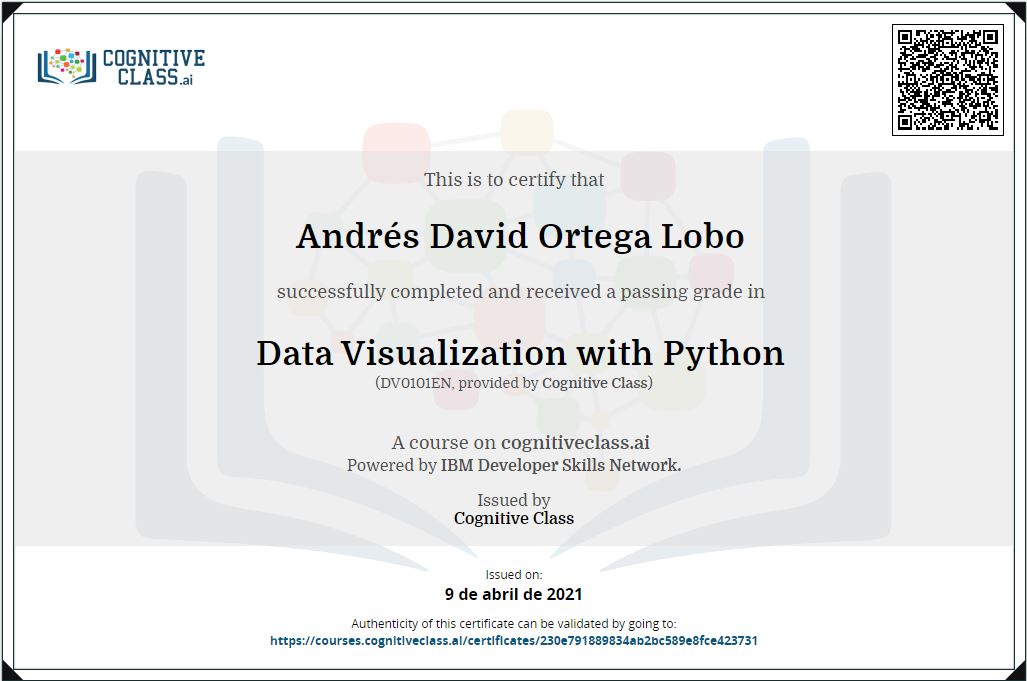 COGNITIVE
CLASS.ai
This is to certify that
Andrés David Ortega Lobo
successfully completed and received a passing grade in
Data Visualization with Python
(DV0101EN, provided by Cognitive Class)
A course on cognitiveclass.ai
Powered by IBM Developer Skills Network.
Issued by
Cognitive Class
Issued on:
9 de abril de 2021
Authenticity of this certificate can be validated by going to:
https://courses.cognitiveclass.ai/certificates/230e791889834ab2bc589e8fce423731